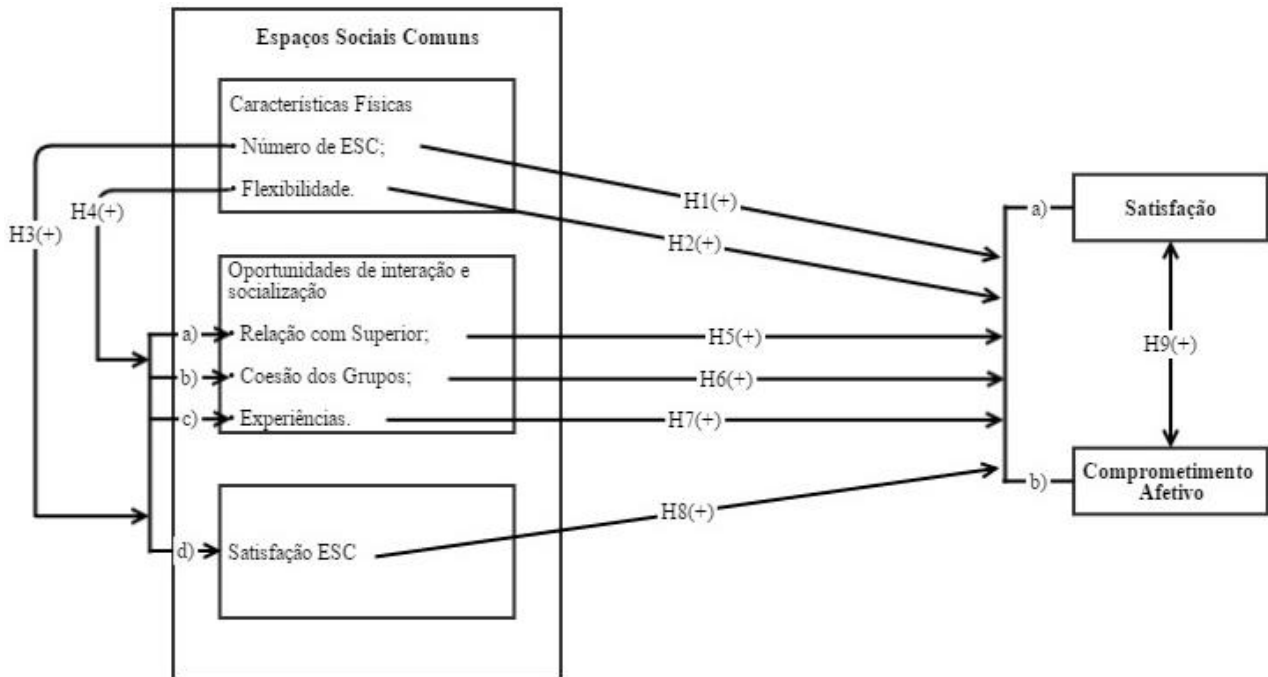 Espaços Sociais Comuns
Características Físicas
• Número de ESC;
• Flexibilidade.
H3(+)
H4(+)
H1(+)
H2(+)
Oportunidades de interação e
socialização
a)
• Relação com Superior;
b)
• Coesão dos Grupos;
c)
• Experiências.
H5(+)
H6(+)
H7(+)
d)
Satisfação ESC
H8(+)
a)
Satisfação
H9(+)
b)
Comprometimento
Afetivo